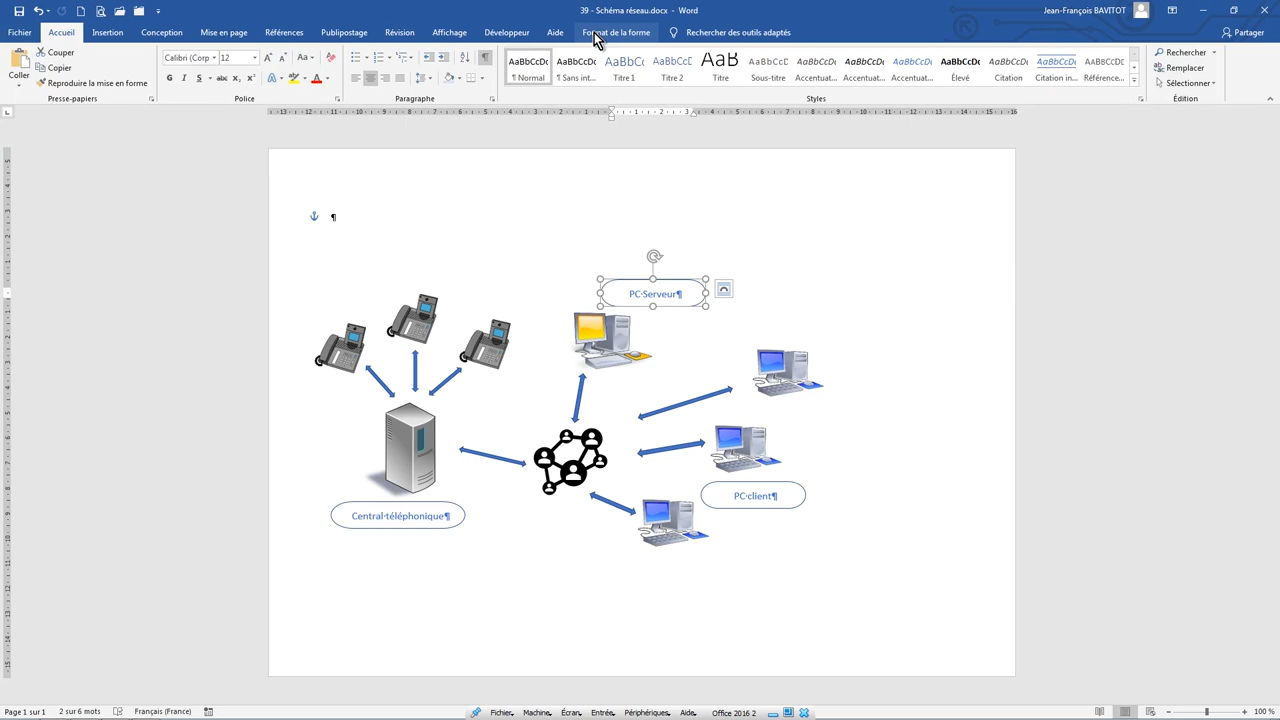 39 - Schéma réseau.docx - Word
Jean-François BAVITOT
Fichier Accueil Insertion Conception Mise en page Références Publipostage Révision Affichage Développeur Aide Format de la forme Rechercher des outils adaptés Partager
Coller
Couper
Copier
Reproduire la mise en forme
Presse-papiers
Calibri (Corp 12
Police
Paragraphe
AaBbCcDc AaBbCcDc AaBbCc AaBbCcD AaB AaBbCcD AaBbCcDc AaBbCcDc AaBbCcDc AaBbCcDc AaBbCcDc AaBbCcDc AaBbCcDc
¶ Normal ¶ Sans int... Titre 1 Titre 2 Titre Sous-titre Accentuat... Accentuat... Accentuat... Élevé Citation Citation in... Référence...
Styles
Rechercher
Remplacer
Sélectionner
Édition
¶
PC·Serveur¶
PC·client¶
Central·téléphonique¶
Page 1 sur 1 2 sur 6 mots Français (France)
Fichier Machine Écran Entrée Périphériques Aide Office 2016 2
100 %